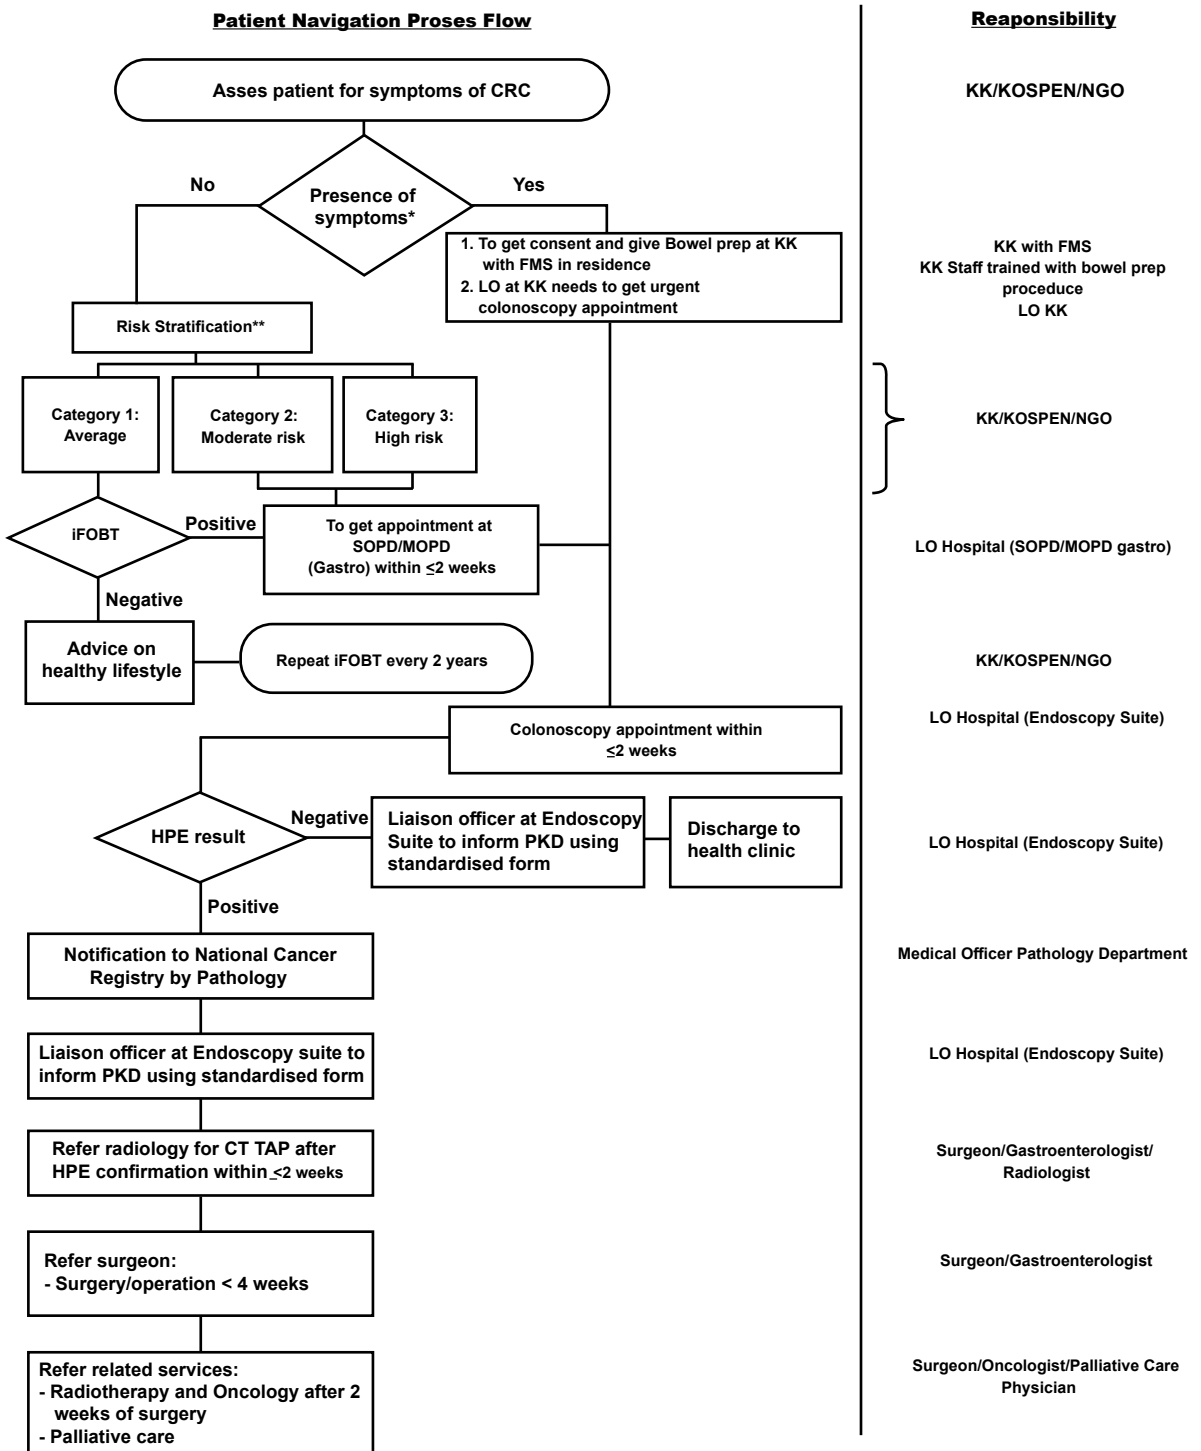 Patient Navigation Proses Flow
Reaponsibility
Asses patient for symptoms of CRC
KK/KOSPEN/NGO
No
Yes
Presence of
symptoms*
1. To get consent and give Bowel prep at KK
with FMS in residence
2. LO at KK needs to get urgent
colonoscopy appointment
KK with FMS
KK Staff trained with bowel prep
proceduce
LO KK
Risk Stratification**
Category 1:
Average
Category 2:
Moderate risk
Category 3:
High risk
KK/KOSPEN/NGO
iFOBT
Positive
To get appointment at
SOPD/MOPD
(Gastro) within ≤2 weeks
LO Hospital (SOPD/MOPD gastro)
Negative
Advice on
healthy lifestyle
Repeat iFOBT every 2 years
KK/KOSPEN/NGO
Colonoscopy appointment within
≤2 weeks
LO Hospital (Endoscopy Suite)
HPE result
Negative
Liaison officer at Endoscopy
Suite to inform PKD using
standardised form
Discharge to
health clinic
LO Hospital (Endoscopy Suite)
Positive
Notification to National Cancer
Registry by Pathology
Medical Officer Pathology Department
Liaison officer at Endoscopy suite to
inform PKD using standardised form
LO Hospital (Endoscopy Suite)
Refer radiology for CT TAP after
HPE confirmation within _<2 weeks
Surgeon/Gastroenterologist/
Radiologist
Refer surgeon:
- Surgery/operation < 4 weeks
Surgeon/Gastroenterologist
Refer related services:
- Radiotherapy and Oncology after 2
weeks of surgery
- Palliative care
Surgeon/Oncologist/Palliative Care
Physician